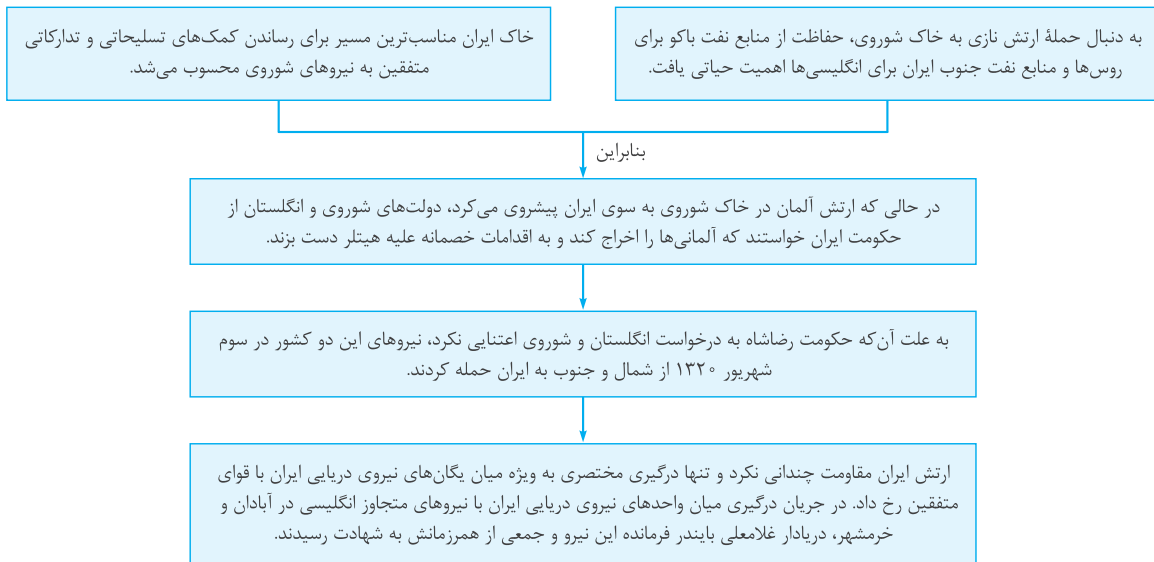 به دنبال حملهٔ ارتش نازی به خاک شوروی، حفاظت از منابع نفت باکو برای
روس‌ها و منابع نفت جنوب ایران برای انگلیسی‌ها اهمیت حیاتی یافت.
خاک ایران مناسب‌ترین مسیر برای رساندن کمک‌های تسلیحاتی و تدارکاتی
متفقین به نیروهای شوروی محسوب می‌شد.
بنابراین
در حالی که ارتش آلمان در خاک شوروی به سوی ایران پیشروی می‌کرد، دولت‌های شوروی و انگلستان از
حکومت ایران خواستند که آلمانی‌ها را اخراج کند و به اقدامات خصمانه علیه هیتلر دست بزند.
به علت آن‌که حکومت رضاشاه به درخواست انگلستان و شوروی اعتنایی نکرد، نیروهای این دو کشور در سوم
شهریور ۱۳۲۰ از شمال و جنوب به ایران حمله کردند.
ارتش ایران مقاومت چندانی نکرد و تنها درگیری مختصری به ویژه میان یگان‌های نیروی دریایی ایران با قوای
متفقین رخ داد. در جریان درگیری میان واحدهای نیروی دریایی ایران با نیروهای متجاوز انگلیسی در آبادان و
خرمشهر، دریادار غلامعلی بایندر فرمانده این نیرو و جمعی از همرزمانش به شهادت رسیدند.